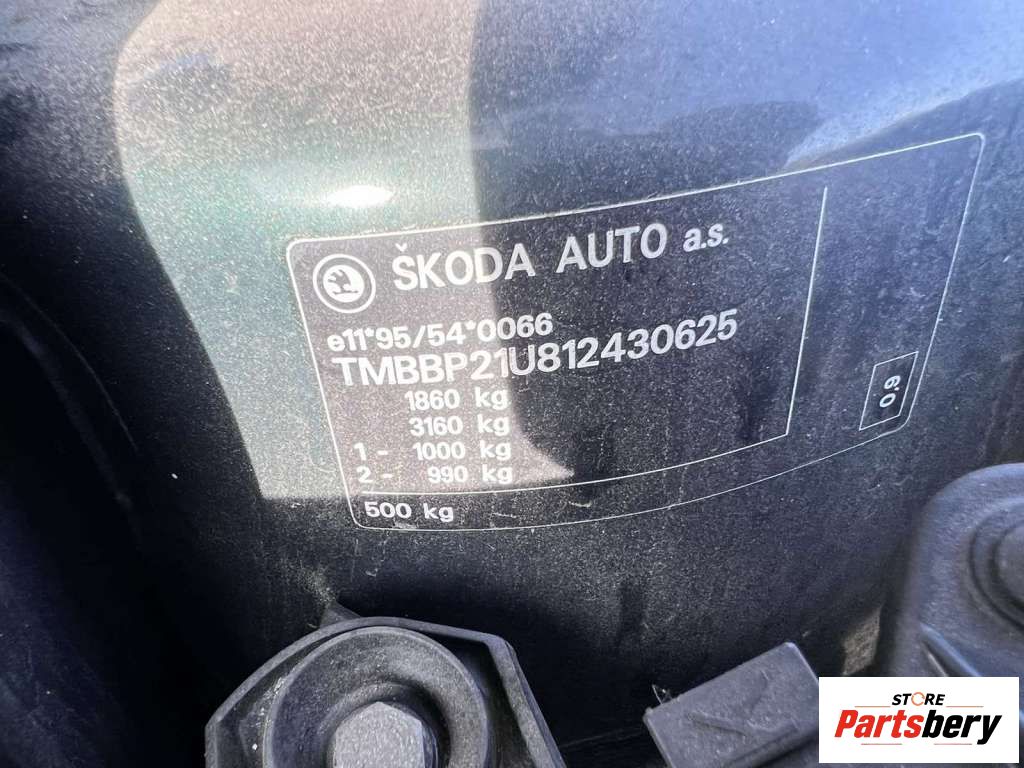 ŠKODA AUTO a.s.
e11*95/54*0066
TMBBP21U812430625
1860 kg
3160 kg
1 - 1000 kg
2 - 990 kg
500 kg
0,9
STORE
Partsbery